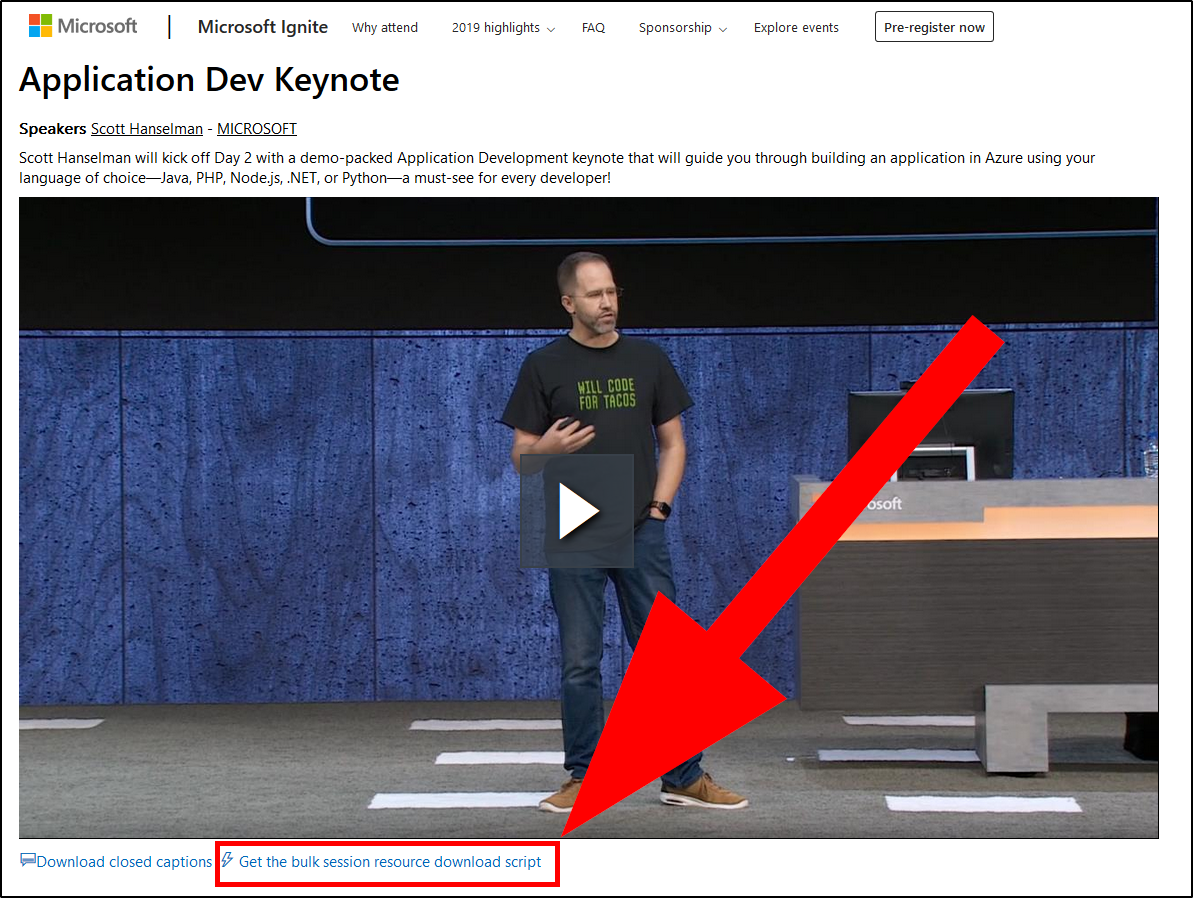 Microsoft | Microsoft Ignite Why attend 2019 highlights FAQ Sponsorship Explore events Pre-register now
Application Dev Keynote
Speakers Scott Hanselman - MICROSOFT
Scott Hanselman will kick off Day 2 with a demo-packed Application Development keynote that will guide you through building an application in Azure using your
language of choice—Java, PHP, Node.js, .NET, or Python—a must-see for every developer!
WILL CODE
FOR TACOS
osoft
Download closed captions Get the bulk session resource download script